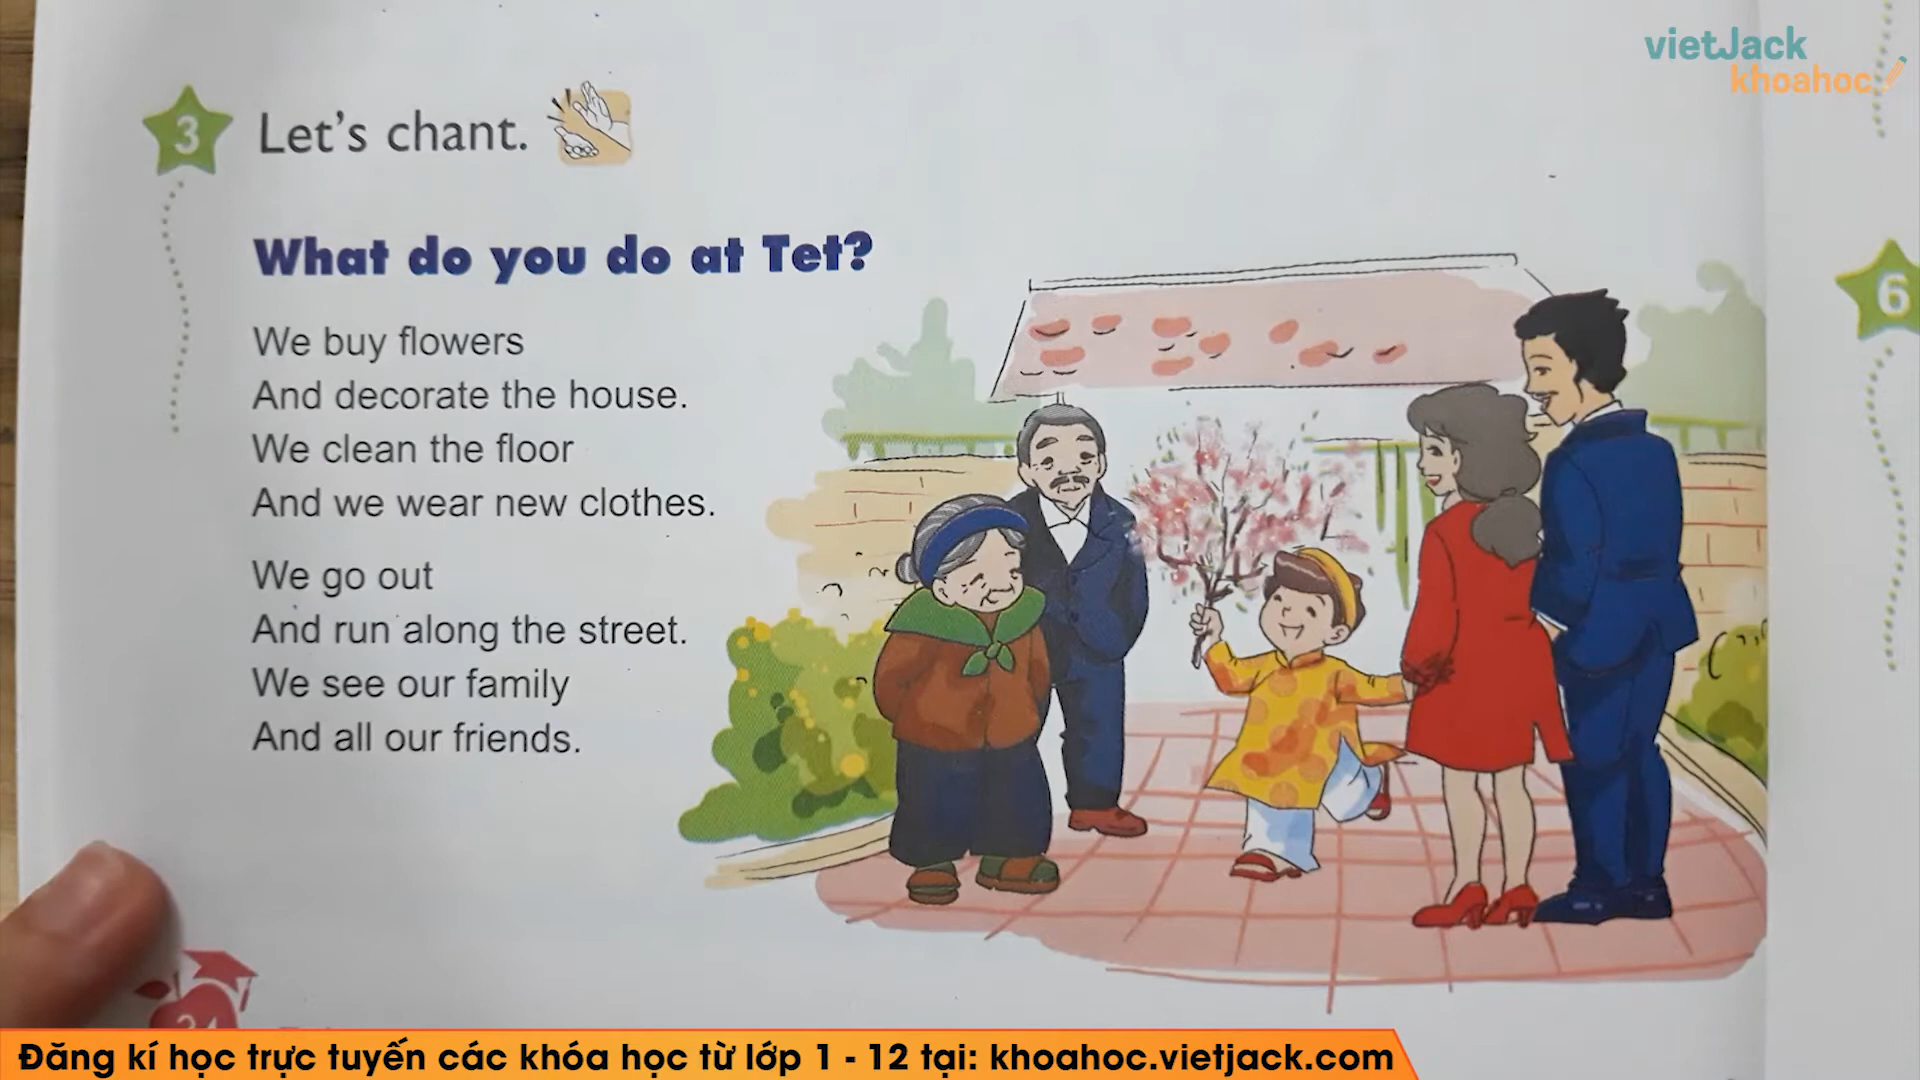 vietJack
khoahoc
3
Let's chant.
What do you do at Tet?
We buy flowers
And decorate the house.
We clean the floor
And we wear new clothes.
We go out
And run along the street.
We see our family
And all our friends.
6
Đăng kí học trực tuyến các khóa học từ lớp 1 - 12 tại: khoahoc.vietjack.com